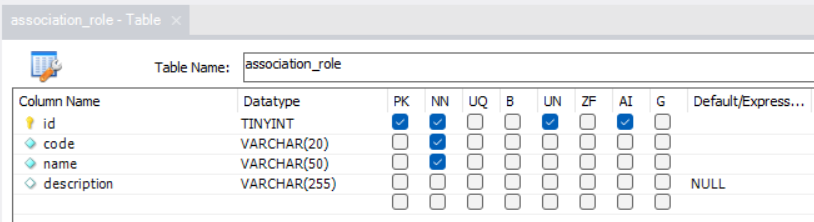 association_role - Table ×
Table Name: association_role
Column Name Datatype PK NN UQ B UN ZF AI G Default/Express...
id TINYINT
code VARCHAR(20)
name VARCHAR(50)
description VARCHAR(255) NULL